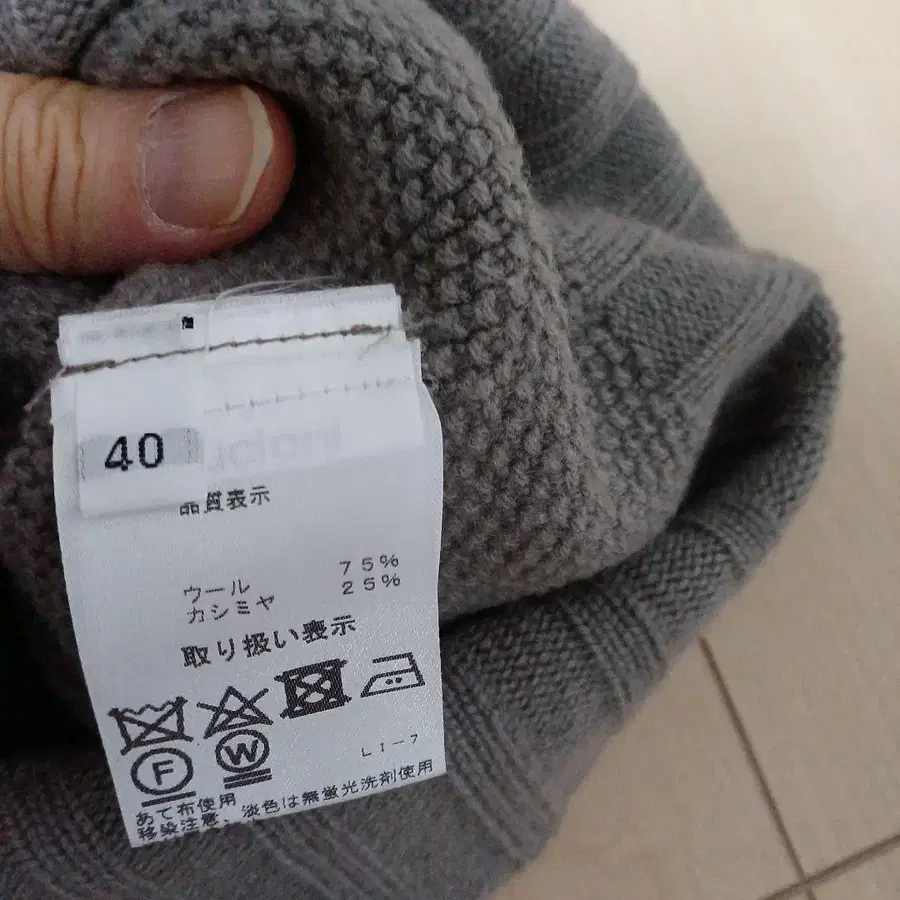 40
品質表示
ウール 75%
カシミヤ 25%
取り扱い表示
F
W
LI-7
あて布使用
移染注意、淡色は無蛍光洗剤使用